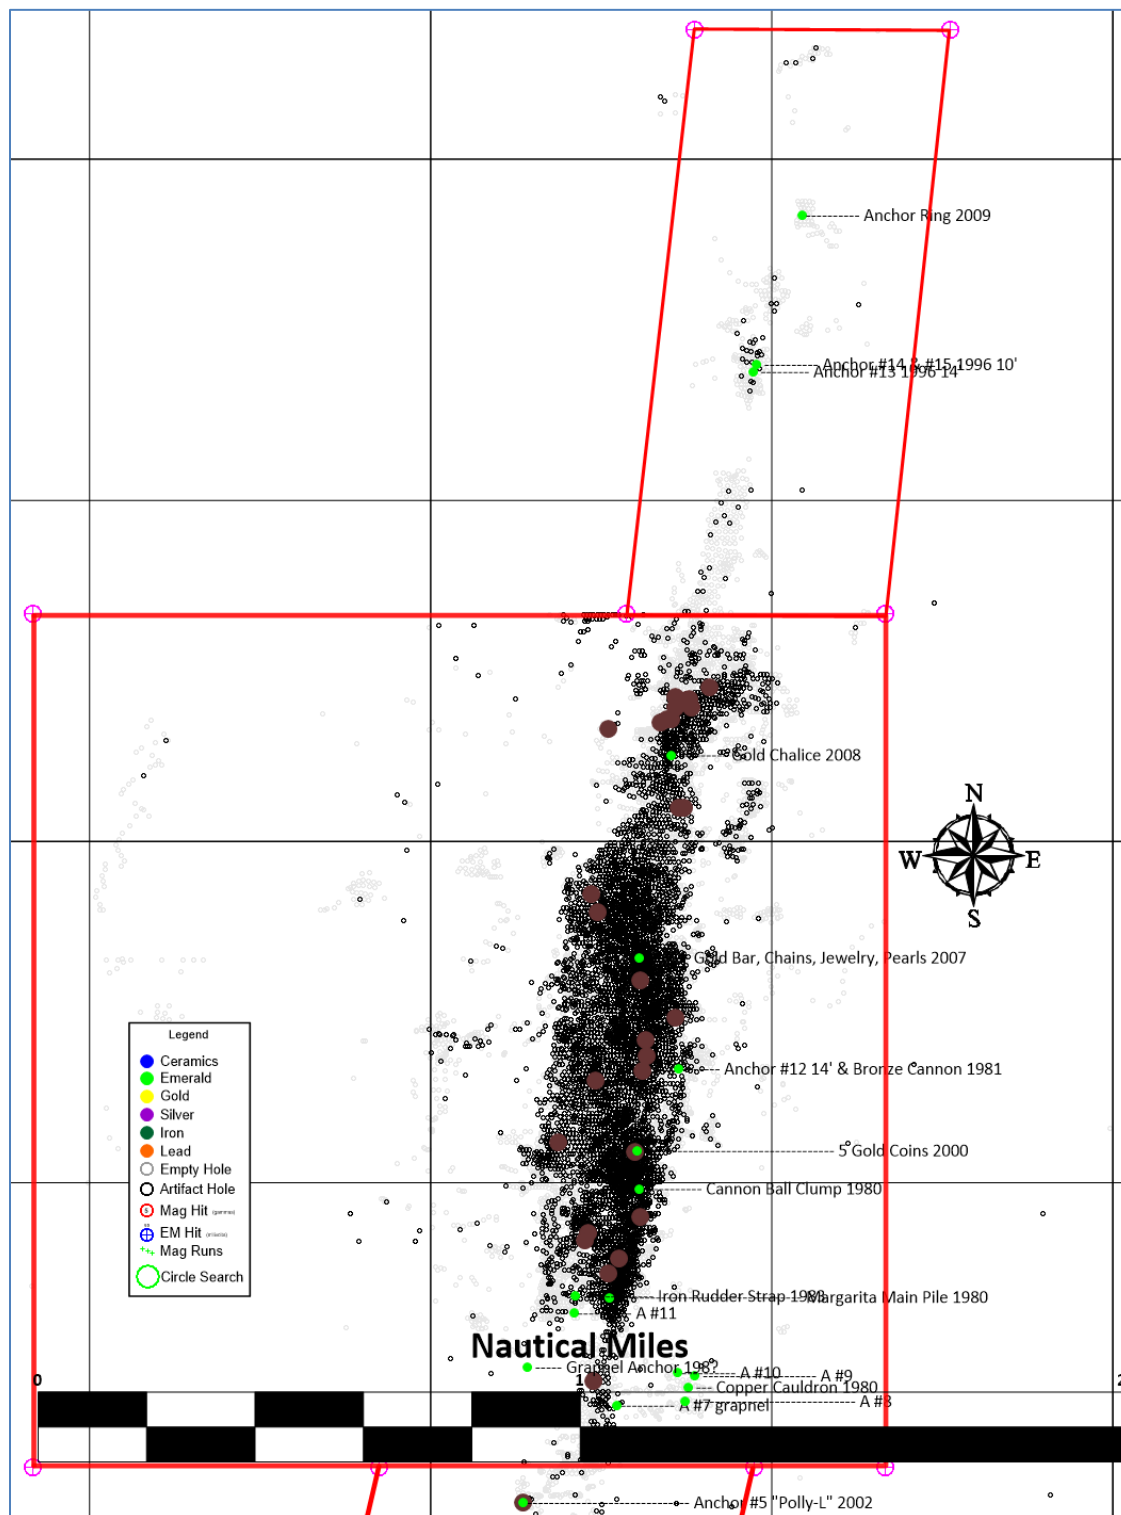 Anchor Ring 2009
Anchor #14 & #15 1996 10'
Anchor #13 1996 14'
Gold Chalice 2008
N
W
E
S
Gold Bar, Chains, Jewelry, Pearls 2007
Legend
Ceramics
Emerald
Gold
Silver
Iron
Lead
Empty Hole
Artifact Hole
Mag Hit (gammas)
EM Hit
Mag Runs
Circle Search
Anchor #12 14' & Bronze Cannon 1981
5 Gold Coins 2000
Cannon Ball Clump 1980
Iron Rudder Strap
Margarita Main Pile 1980
A #11
Nautical Miles
Grapnel Anchor 198?
A #10
A #9
Copper Cauldron 1980
A #8
A #7 grapnel
0
1
2
Anchor #5 "Polly-L" 2002